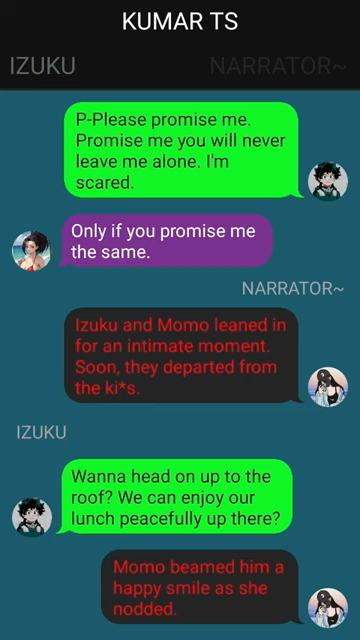 KUMAR TS
IZUKU
NARRATOR~
P-Please promise me.
Promise me you will never
leave me alone. I'm
scared.
Only if you promise me
the same.
NARRATOR~
Izuku and Momo leaned in
for an intimate moment.
Soon, they departed from
the ki*s.
IZUKU
Wanna head on up to the
roof? We can enjoy our
lunch peacefully up there?
Momo beamed him a
happy smile as she
nodded.